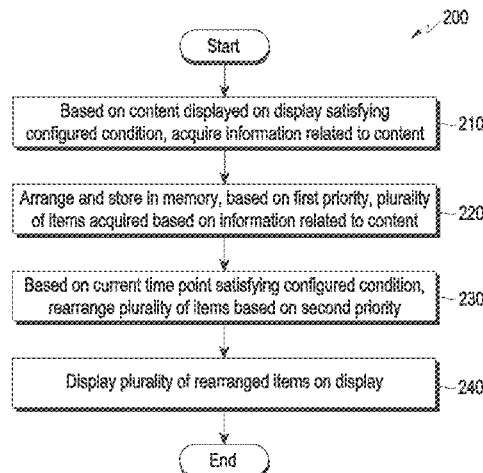 200
Start
Based on content displayed on display satisfying
configured condition, acquire information related to content
210
Arrange and store in memory, based on first priority, plurality
of items acquired based on information related to content
220
Based on current time point satisfying configured condition,
rearrange plurality of items based on second priority
230
Display plurality of rearranged items on display
240
End